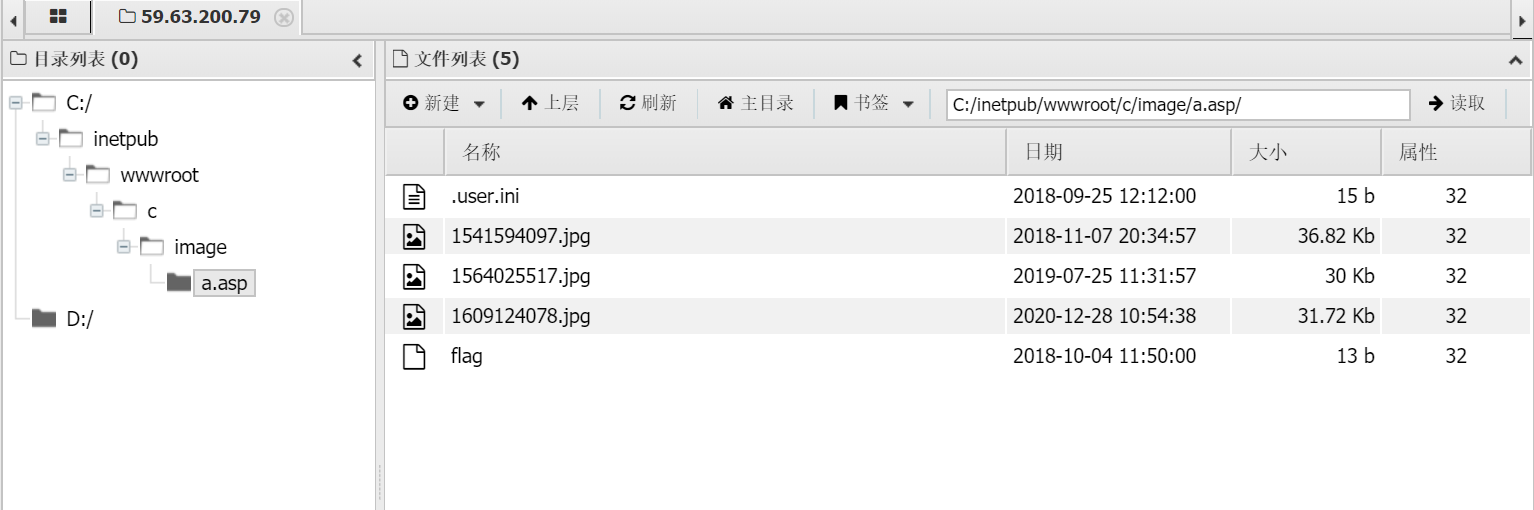 59.63.200.79
目录列表 (0)
C:/
inetpub
wwwroot
c
image
a.asp
D:/
文件列表 (5)
新建 上层 刷新 主目录 书签 C:/inetpub/wwwroot/c/image/a.asp/ 读取
名称 日期 大小 属性
.user.ini 2018-09-25 12:12:00 15 b 32
1541594097.jpg 2018-11-07 20:34:57 36.82 Kb 32
1564025517.jpg 2019-07-25 11:31:57 30 Kb 32
1609124078.jpg 2020-12-28 10:54:38 31.72 Kb 32
flag 2018-10-04 11:50:00 13 b 32